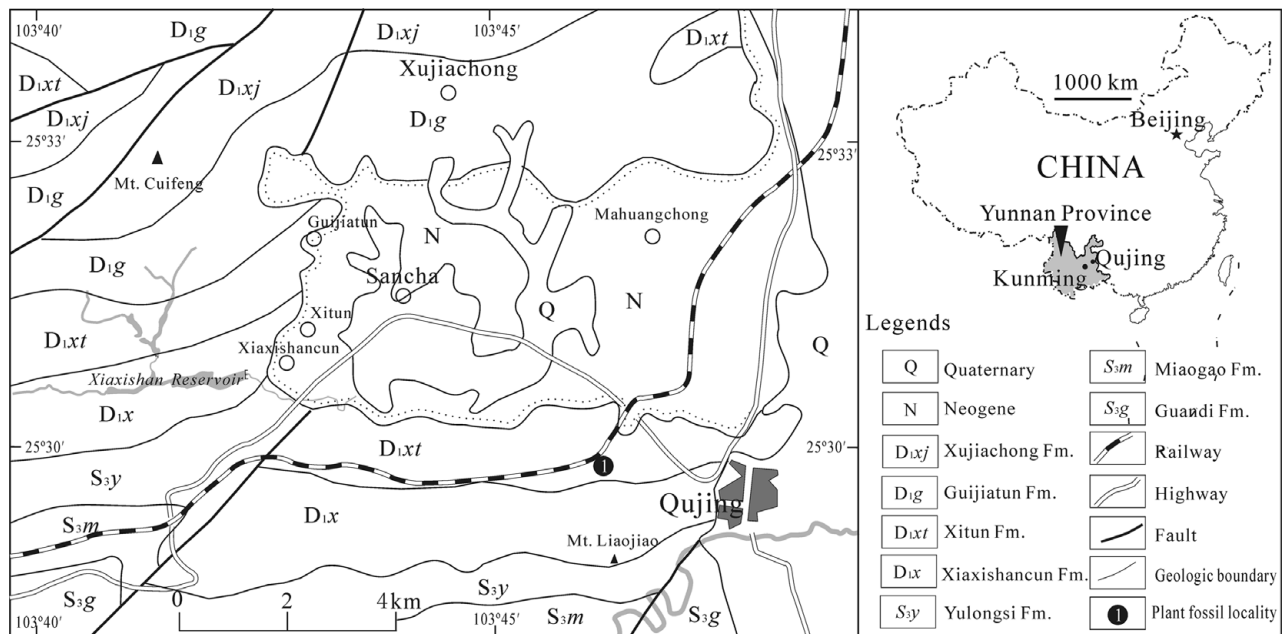 103°40′
103°45′
D1g
D1xj
D1xt
D1xt
D1xj
Xujiachong
D1xj
D1g
25°33′
25°33′
Mt. Cuifeng
D1g
Guijiatun
N
Mahuangchong
D1g
Sancha
Q
N
Xitun
D1xt
Xiaxishancun
Q
Xiaxishan Reservoir
D1x
25°30′
25°30′
D1xt
1
S3y
Qujing
D1x
S3m
Mt. Liaojiao
S3y
S3g
0 2 4km
S3m
S3g
103°40′
103°45′
1000 km
Beijing
CHINA
Yunnan Province
Qujing
Kunming
Legends
Q Quaternary
N Neogene
D1xj Xujiachong Fm.
D1g Guijiatun Fm.
D1xt Xitun Fm.
D1x Xiaxishancun Fm.
S3y Yulongsi Fm.
S3m Miaogao Fm.
S3g Guandi Fm.
Railway
Highway
Fault
Geologic boundary
1 Plant fossil locality